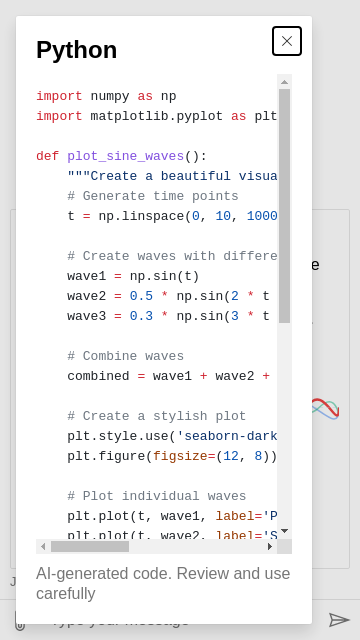 Python
import numpy as np
import matplotlib.pyplot as plt
def plot_sine_waves():
"""Create a beautiful visua
# Generate time points
t = np.linspace(0, 10, 1000
# Create waves with differe
wave1 = np.sin(t)
wave2 = 0.5 * np.sin(2 * t
wave3 = 0.3 * np.sin(3 * t
# Combine waves
combined = wave1 + wave2 +
# Create a stylish plot
plt.style.use('seaborn-dark
plt.figure(figsize=(12, 8))
# Plot individual waves
plt.plot(t, wave1, label='P
plt.plot(t, wave2, label='S
AI-generated code. Review and use
carefully
Type your message